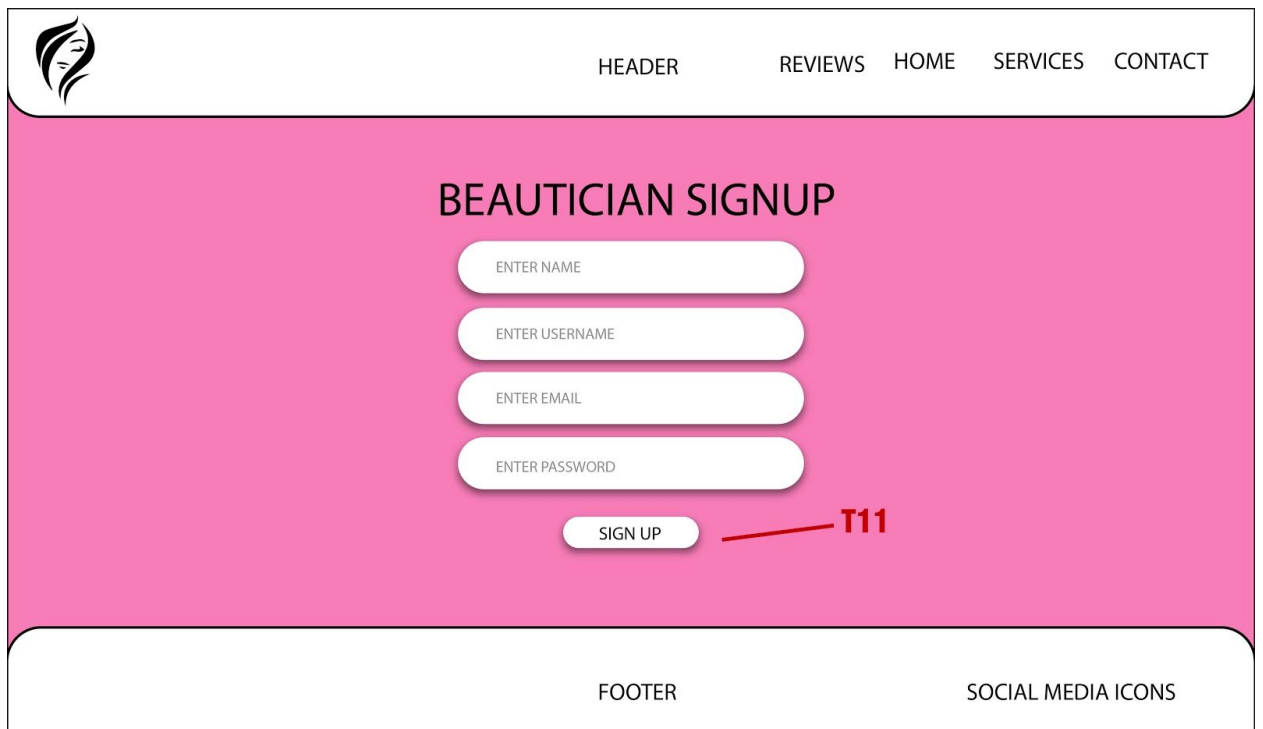 HEADER REVIEWS HOME SERVICES CONTACT
BEAUTICIAN SIGNUP
ENTER NAME
ENTER USERNAME
ENTER EMAIL
ENTER PASSWORD
SIGN UP T11
FOOTER SOCIAL MEDIA ICONS